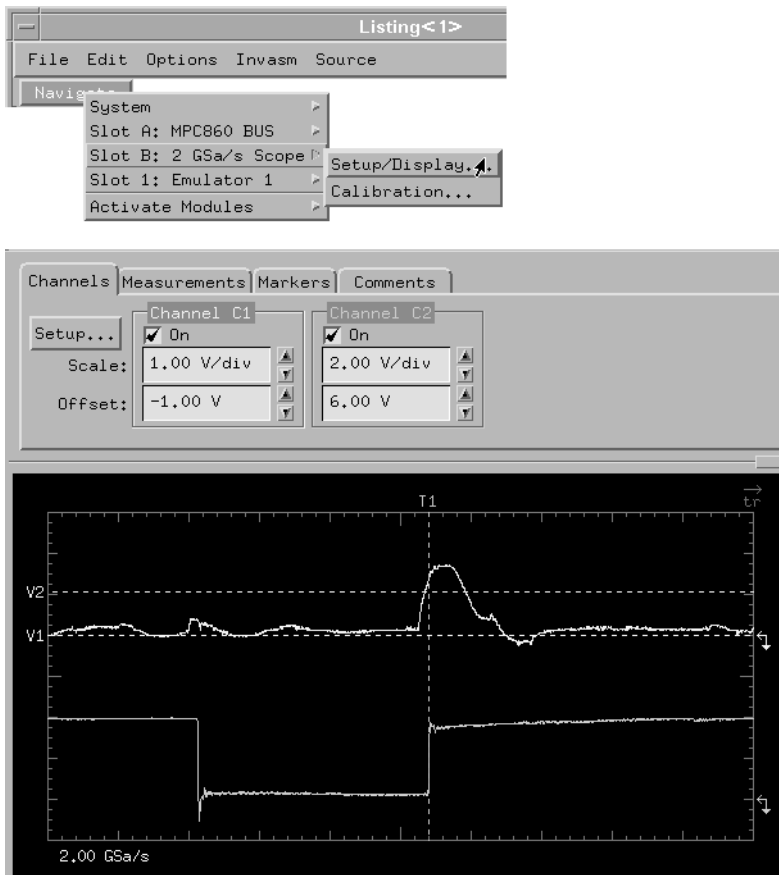 Listing<1>
File Edit Options Invasm Source
Navigate
System
Slot A: MPC860 BUS
Slot B: 2 GSa/s Scope
Setup/Display...
Slot 1: Emulator 1
Calibration...
Activate Modules
Channels Measurements Markers Comments
Channel C1 Channel C2
Setup... On On
Scale: 1.00 V/div 2.00 V/div
Offset: -1.00 V 6.00 V
T1 tr
V2
V1
2.00 GSa/s